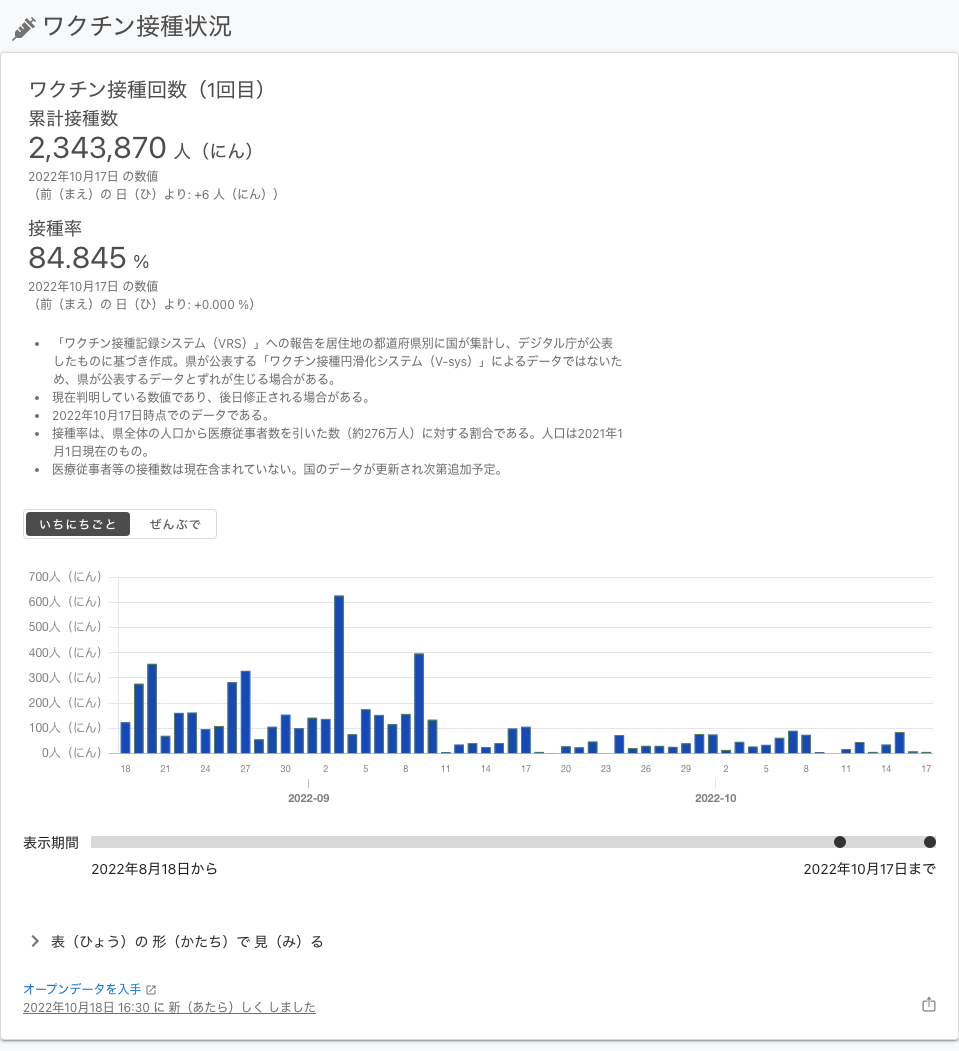 ワクチン接種状況
ワクチン接種回数（1回目）
累計接種数
2,343,870 人（にん）
2022年10月17日 の数値
（前（まえ）の 日（ひ）より: +6 人（にん））
接種率
84.845 %
2022年10月17日 の数値
（前（まえ）の 日（ひ）より: +0.000 %）
• 「ワクチン接種記録システム（VRS）」への報告を居住地の都道府県別に国が集計し、デジタル庁が公表
したものに基づき作成。県が公表する「ワクチン接種円滑化システム（V-sys）」によるデータではないた
め、県が公表するデータとずれが生じる場合がある。
• 現在判明している数値であり、後日修正される場合がある。
• 2022年10月17日時点でのデータである。
• 接種率は、県全体の人口から医療従事者数を引いた数（約276万人）に対する割合である。人口は2021年1
月1日現在のもの。
• 医療従事者等の接種数は現在含まれていない。国のデータが更新され次第追加予定。
いちにちごと ぜんぶで
700人（にん）
600人（にん）
500人（にん）
400人（にん）
300人（にん）
200人（にん）
100人（にん）
0人（にん）
18 21 24 27 30 2 5 8 11 14 17 20 23 26 29 2 5 8 11 14 17
2022-09 2022-10
表示期間
2022年8月18日から 2022年10月17日まで
表（ひょう）の 形（かたち）で 見（み）る
オープンデータを入手
2022年10月18日 16:30 に 新（あたら）しく しました